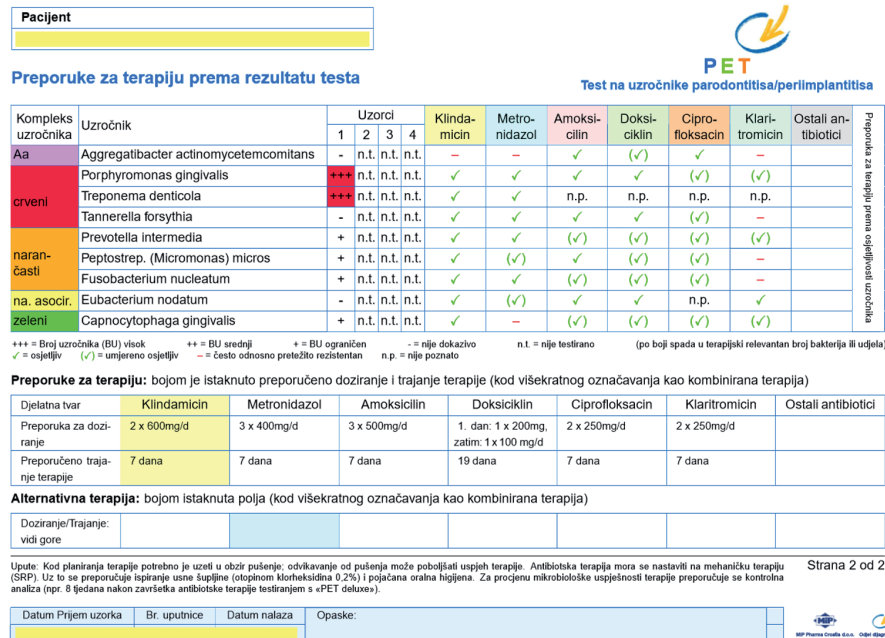 Pacijent
PET
Preporuke za terapiju prema rezultatu testa
Test na uzročnike parodontitisa/periimplantitisa
Kompleks uzročnika Uzročnik Uzorci 1 2 3 4 Klinda-micin Metro-nidazol Amoksi-cilin Doksi-ciklin Cipro-floksacin Klari-tromicin Ostali an-tibiotici
Preporuka za terapiju prema osjetljivosti uzročnika
Aa Aggregatibacter actinomycetemcomitans - n.t. n.t. n.t. – – ✓ (✓) ✓ –
crveni Porphyromonas gingivalis +++ n.t. n.t. n.t. ✓ ✓ ✓ ✓ (✓) (✓)
Treponema denticola +++ n.t. n.t. n.t. ✓ ✓ n.p. n.p. n.p. n.p.
Tannerella forsythia - n.t. n.t. n.t. ✓ ✓ ✓ ✓ (✓) –
naran-časti Prevotella intermedia + n.t. n.t. n.t. ✓ ✓ (✓) (✓) (✓) (✓)
Peptostrep. (Micromonas) micros + n.t. n.t. n.t. ✓ (✓) ✓ (✓) (✓) –
Fusobacterium nucleatum + n.t. n.t. n.t. ✓ ✓ (✓) (✓) (✓) –
na. asocir. Eubacterium nodatum - n.t. n.t. n.t. ✓ (✓) ✓ ✓ n.p. ✓
zeleni Capnocytophaga gingivalis + n.t. n.t. n.t. ✓ – (✓) (✓) (✓) (✓)
+++ = Broj uzročnika (BU) visok ++ = BU srednji + = BU ograničen - = nije dokazivo n.t. = nije testirano (po boji spada u terapijski relevantan broj bakterija ili udjela)
✓ = osjetljiv (✓) = umjereno osjetljiv – = često odnosno pretežito rezistentan n.p. = nije poznato
Preporuke za terapiju: bojom je istaknuto preporučeno doziranje i trajanje terapije (kod višekratnog označavanja kao kombinirana terapija)
Djelatna tvar Klindamicin Metronidazol Amoksicilin Doksiciklin Ciprofloksacin Klaritromicin Ostali antibiotici
Preporuka za dozi-ranje 2 x 600mg/d 3 x 400mg/d 3 x 500mg/d 1. dan: 1 x 200mg, zatim: 1 x 100 mg/d 2 x 250mg/d 2 x 250mg/d
Preporučeno traja-nje terapije 7 dana 7 dana 7 dana 19 dana 7 dana 7 dana
Alternativna terapija: bojom istaknuta polja (kod višekratnog označavanja kao kombinirana terapija)
Doziranje/Trajanje:
vidi gore
Upute: Kod planiranja terapije potrebno je uzeti u obzir pušenje; odvikavanje od pušenja može poboljšati uspjeh terapije. Antibiotska terapija mora se nastaviti na mehaničku terapiju
(SRP). Uz to se preporučuje ispiranje usne šupljine (otopinom klorheksidina 0,2%) i pojačana oralna higijena. Za procjenu mikrobiološke uspješnosti terapije preporučuje se kontrolna
analiza (npr. 8 tjedana nakon završetka antibiotske terapije testiranjem s «PET deluxe»).
Strana 2 od 2
Datum Prijem uzorka Br. uputnice Datum nalaza Opaske:
MIP
MIP Pharma Croatia d.o.o.